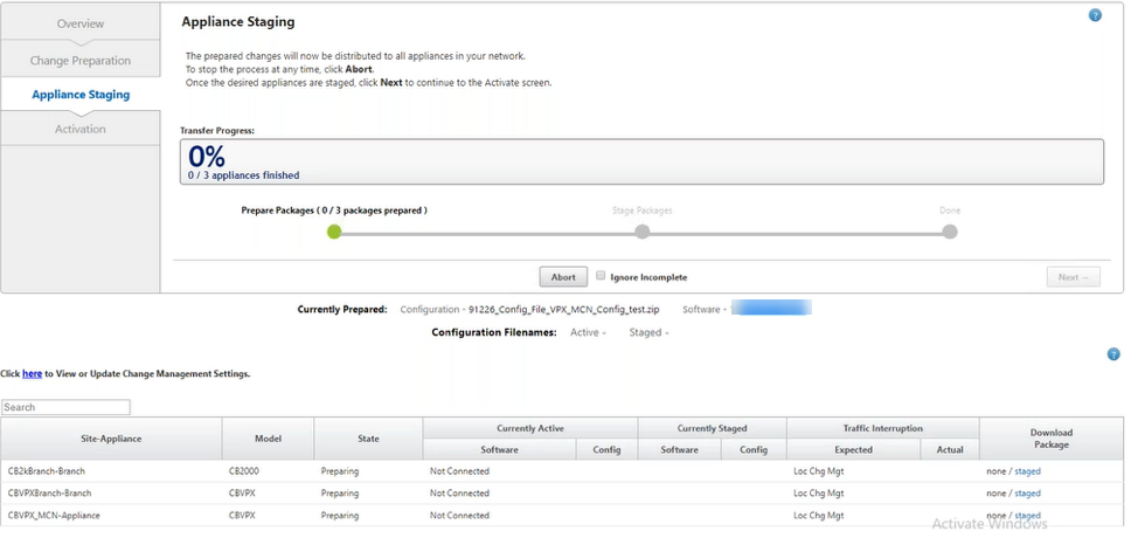 Overview
Change Preparation
Appliance Staging
Activation
Appliance Staging
The prepared changes will now be distributed to all appliances in your network.
To stop the process at any time, click Abort.
Once the desired appliances are staged, click Next to continue to the Activate screen.
Transfer Progress:
0%
0 / 3 appliances finished
Prepare Packages ( 0 / 3 packages prepared ) Stage Packages Done
Abort Ignore Incomplete Next
Currently Prepared: Configuration - 91226_Config_File_VPX_MCN_Config_test.zip Software -
Configuration Filenames: Active - Staged -
Click here to View or Update Change Management Settings.
Search
Site-Appliance Model State Currently Active Currently Staged Traffic Interruption Download Package
Software Config Software Config Expected Actual
CB2kBranch-Branch CB2000 Preparing Not Connected Loc Chg Mgt none / staged
CBVPXBranch-Branch CBVPX Preparing Not Connected Loc Chg Mgt none / staged
CBVPX_MCN-Appliance CBVPX Preparing Not Connected Loc Chg Mgt none / staged
Activate Windows